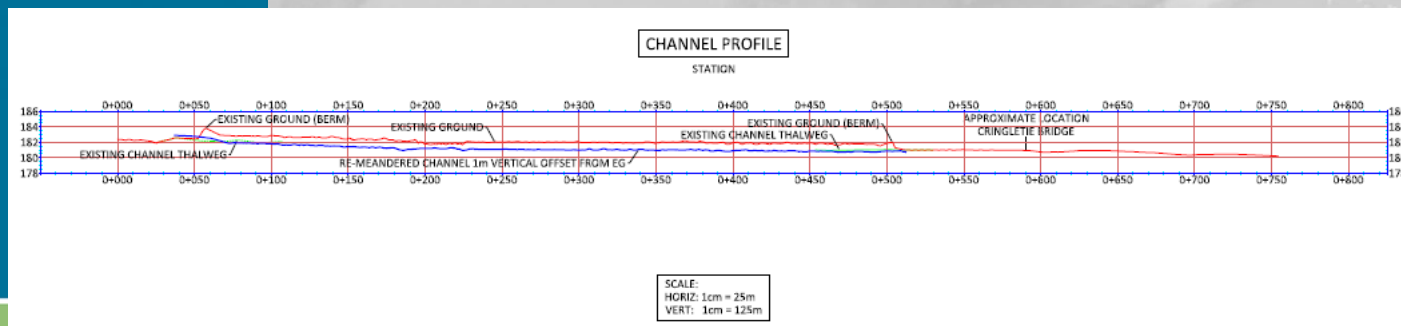 CHANNEL PROFILE
STATION
0+000 0+050 0+100 0+150 0+200 0+250 0+300 0+350 0+400 0+450 0+500 0+550 0+600 0+650 0+700 0+750 0+800
186
184
182
180
178
EXISTING GROUND (BERM)
EXISTING GROUND
EXISTING GROUND (BERM)
APPROXIMATE LOCATION
CRINGLETIE BRIDGE
EXISTING CHANNEL THALWEG
EXISTING CHANNEL THALWEG
RE-MEANDERED CHANNEL 1m VERTICAL OFFSET FROM EG
0+000 0+050 0+100 0+150 0+200 0+250 0+300 0+350 0+400 0+450 0+500 0+550 0+600 0+650 0+700 0+750 0+800
SCALE:
HORIZ: 1cm = 25m
VERT: 1cm = 125m